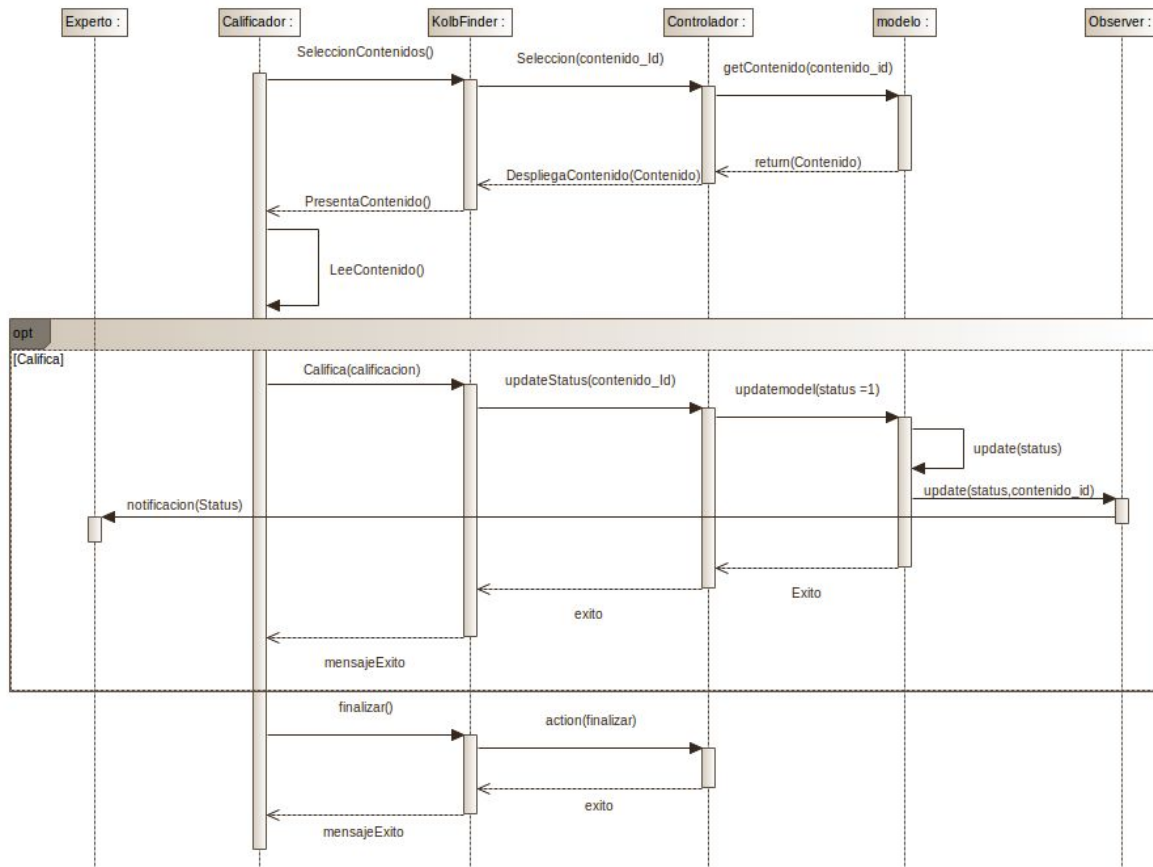 Experto :
Calificador :
KolbFinder :
Controlador :
modelo :
Observer :
SeleccionContenidos()
Seleccion(contenido_Id)
getContenido(contenido_id)
return(Contenido)
DespliegaContenido(Contenido)
PresentaContenido()
LeeContenido()
opt
[Califica]
Califica(calificacion)
updateStatus(contenido_Id)
updatemodel(status =1)
update(status)
update(status,contenido_id)
notificacion(Status)
Exito
exito
mensajeExito
finalizar()
action(finalizar)
exito
mensajeExito